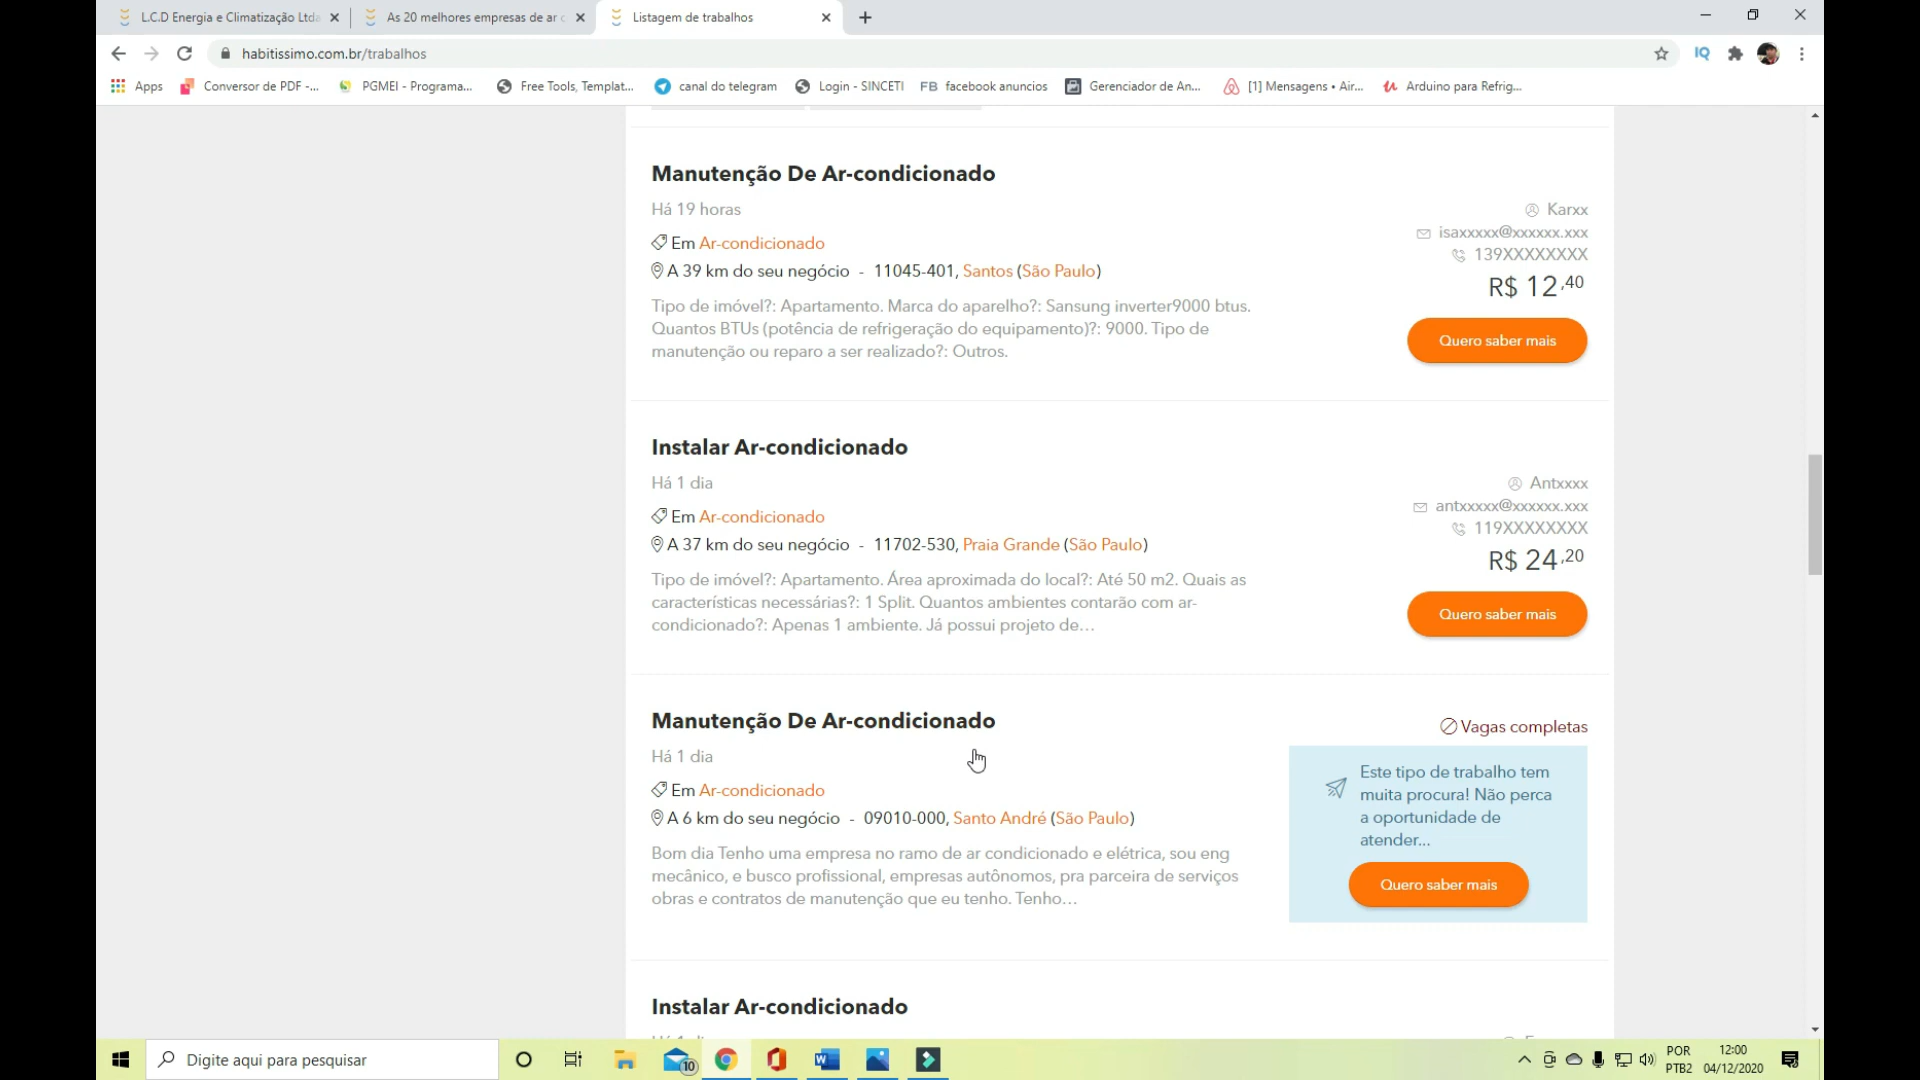 L.C.D Energia e Climatização Ltda
As 20 melhores empresas de ar c
Listagem de trabalhos
habitissimo.com.br/trabalhos
IQ
Apps
Conversor de PDF -...
PGMEI - Programa...
Free Tools, Templat...
canal do telegram
Login - SINCETI
FB facebook anuncios
Gerenciador de An...
[1] Mensagens • Air...
Arduino para Refrig...
Manutenção De Ar-condicionado
Há 19 horas
Em Ar-condicionado
A 39 km do seu negócio - 11045-401, Santos (São Paulo)
Tipo de imóvel?: Apartamento. Marca do aparelho?: Sansung inverter9000 btus.
Quantos BTUs (potência de refrigeração do equipamento)?: 9000. Tipo de
manutenção ou reparo a ser realizado?: Outros.
Karxx
isaxxxxx@xxxxxx.xxx
139XXXXXXXX
R$ 12,40
Quero saber mais
Instalar Ar-condicionado
Há 1 dia
Em Ar-condicionado
A 37 km do seu negócio - 11702-530, Praia Grande (São Paulo)
Tipo de imóvel?: Apartamento. Área aproximada do local?: Até 50 m2. Quais as
características necessárias?: 1 Split. Quantos ambientes contarão com ar-
condicionado?: Apenas 1 ambiente. Já possui projeto de...
Antxxxx
antxxxxx@xxxxxx.xxx
119XXXXXXXX
R$ 24,20
Quero saber mais
Manutenção De Ar-condicionado
Há 1 dia
Em Ar-condicionado
A 6 km do seu negócio - 09010-000, Santo André (São Paulo)
Bom dia Tenho uma empresa no ramo de ar condicionado e elétrica, sou eng
mecânico, e busco profissional, empresas autônomos, pra parceira de serviços
obras e contratos de manutenção que eu tenho. Tenho...
Vagas completas
Este tipo de trabalho tem
muita procura! Não perca
a oportunidade de
atender...
Quero saber mais
Instalar Ar-condicionado
Digite aqui para pesquisar
10
POR
PTB2
12:00
04/12/2020